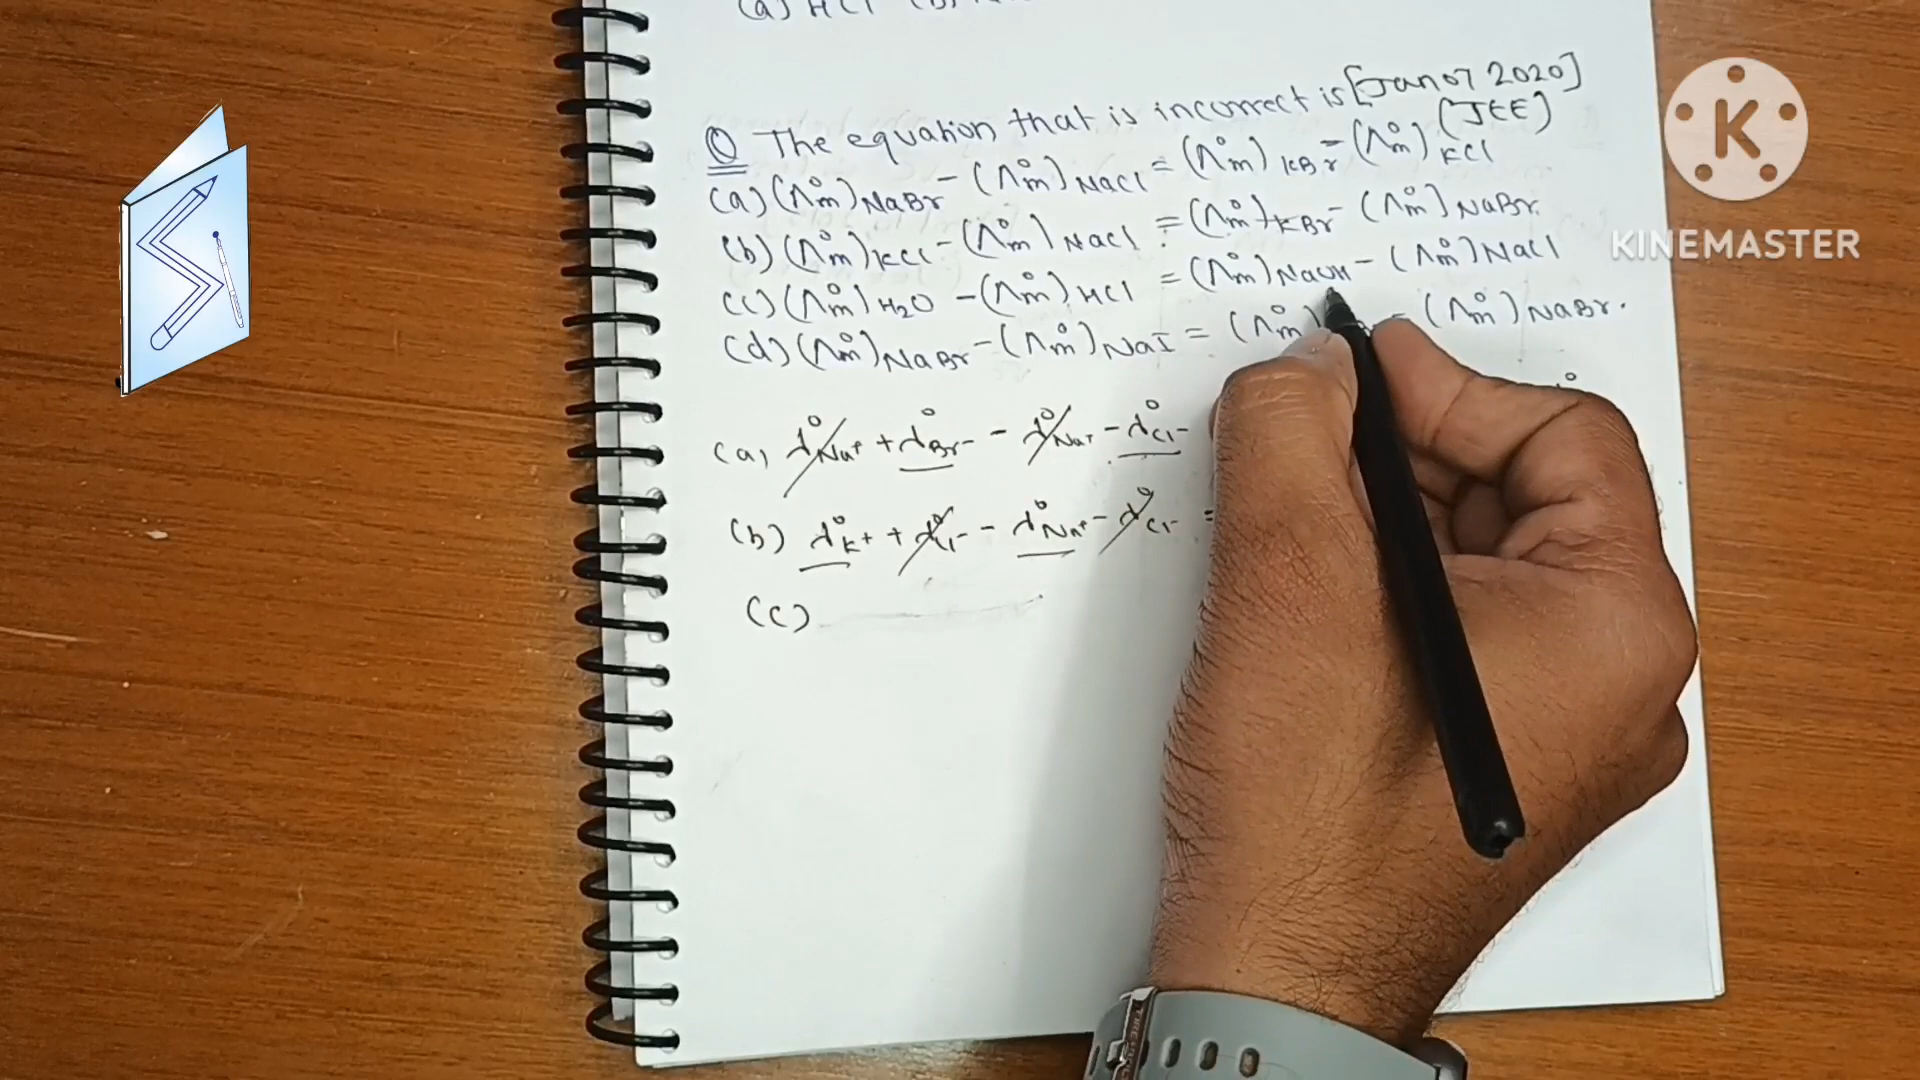 (a) HCl (b)
Q The equation that is incorrect is [Jan 07 2020]
(JEE)
(a) (Λ°m)NaBr - (Λ°m)NaCl = (Λ°m)KBr - (Λ°m)KCl
(b) (Λ°m)KCl - (Λ°m)NaCl = (Λ°m)KBr - (Λ°m)NaBr
(c) (Λ°m)H2O - (Λ°m)HCl = (Λ°m)NaOH - (Λ°m)NaCl
(d) (Λ°m)NaBr - (Λ°m)NaI = (Λ°m) - (Λ°m)NaBr.
(a) λ°Na+ + λ°Br- - λ°Na+ - λ°Cl-
(b) λ°K+ + λ°Cl- - λ°Na+ - λ°Cl- =
(c)
K
KINEMASTER